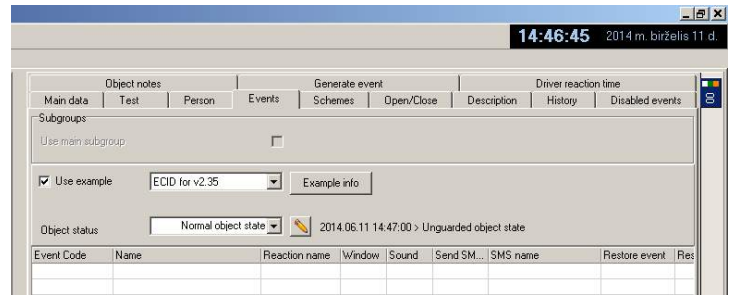 14:46:45 2014 m. birželis 11 d.
Object notes Generate event Driver reaction time
Main data Test Person Events Schemes Open/Close Description History Disabled events
Subgroups
Use main subgroup
Use example ECID for v2.35 Example info
Object status Normal object state 2014.06.11 14:47:00 > Unguarded object state
Event Code Name Reaction name Window Sound Send SM... SMS name Restore event Res